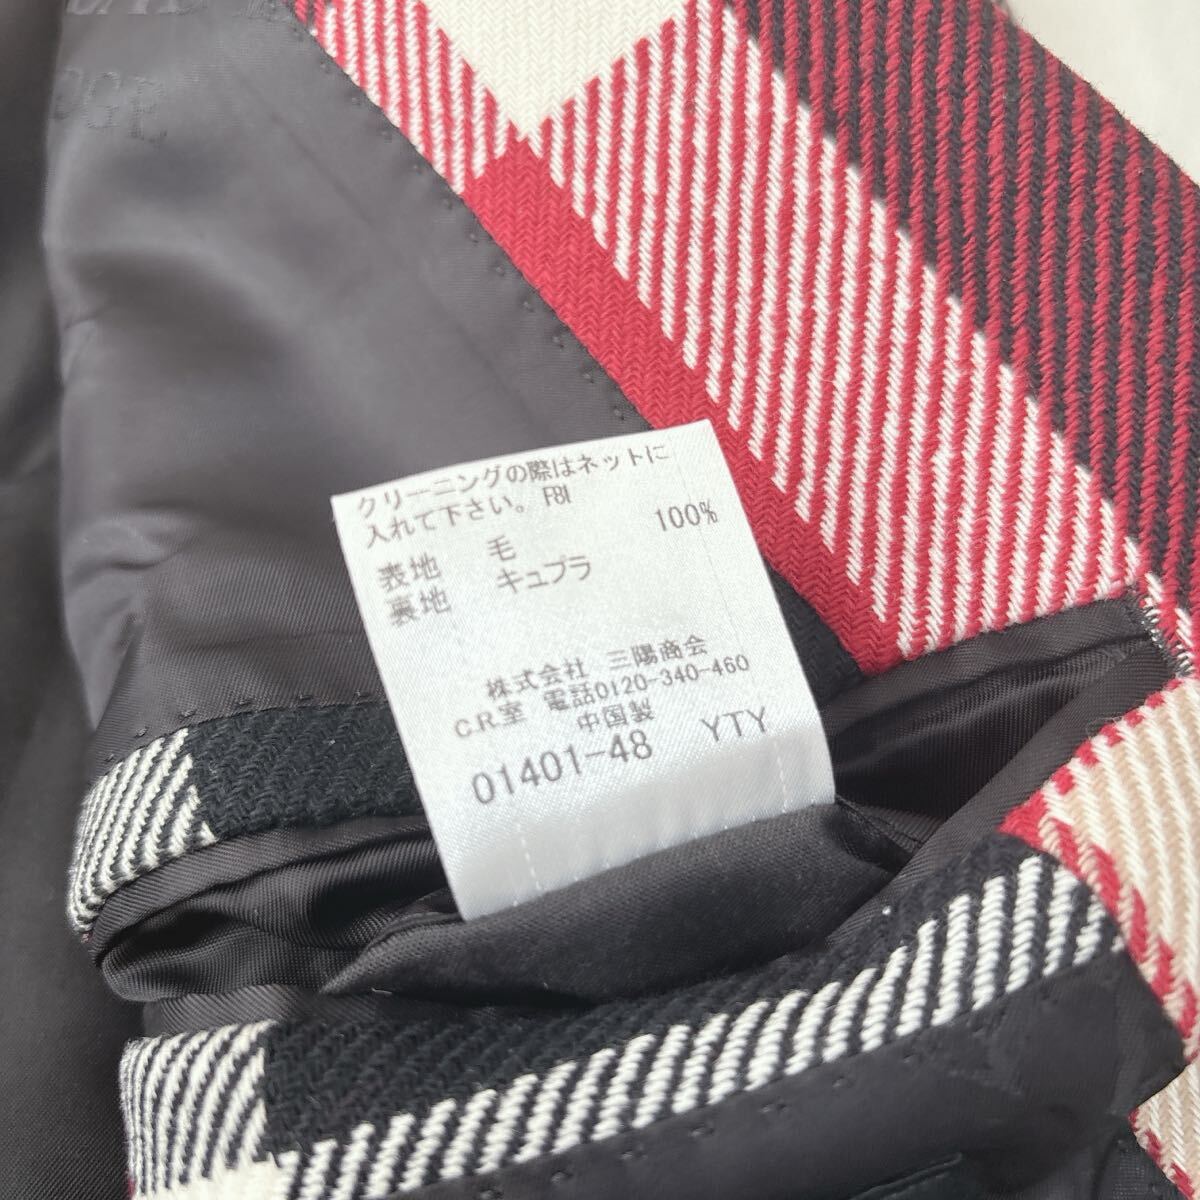 クリーニングの際はネットに
入れて下さい。 F8I
表地 毛 100%
裏地 キュプラ
株式会社 三陽商会
C.R.室 電話0120-340-460
中国製
01401-48 YTY